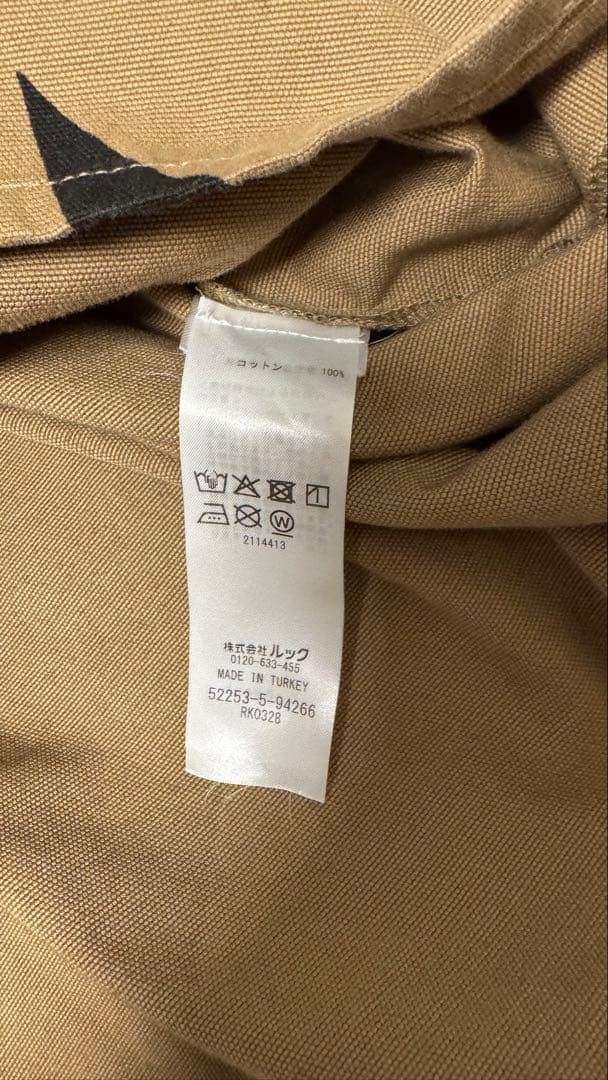 コットン 100%
W
2114413
株式会社ルック
0120-633-455
MADE IN TURKEY
52253-5-94266
RK0328